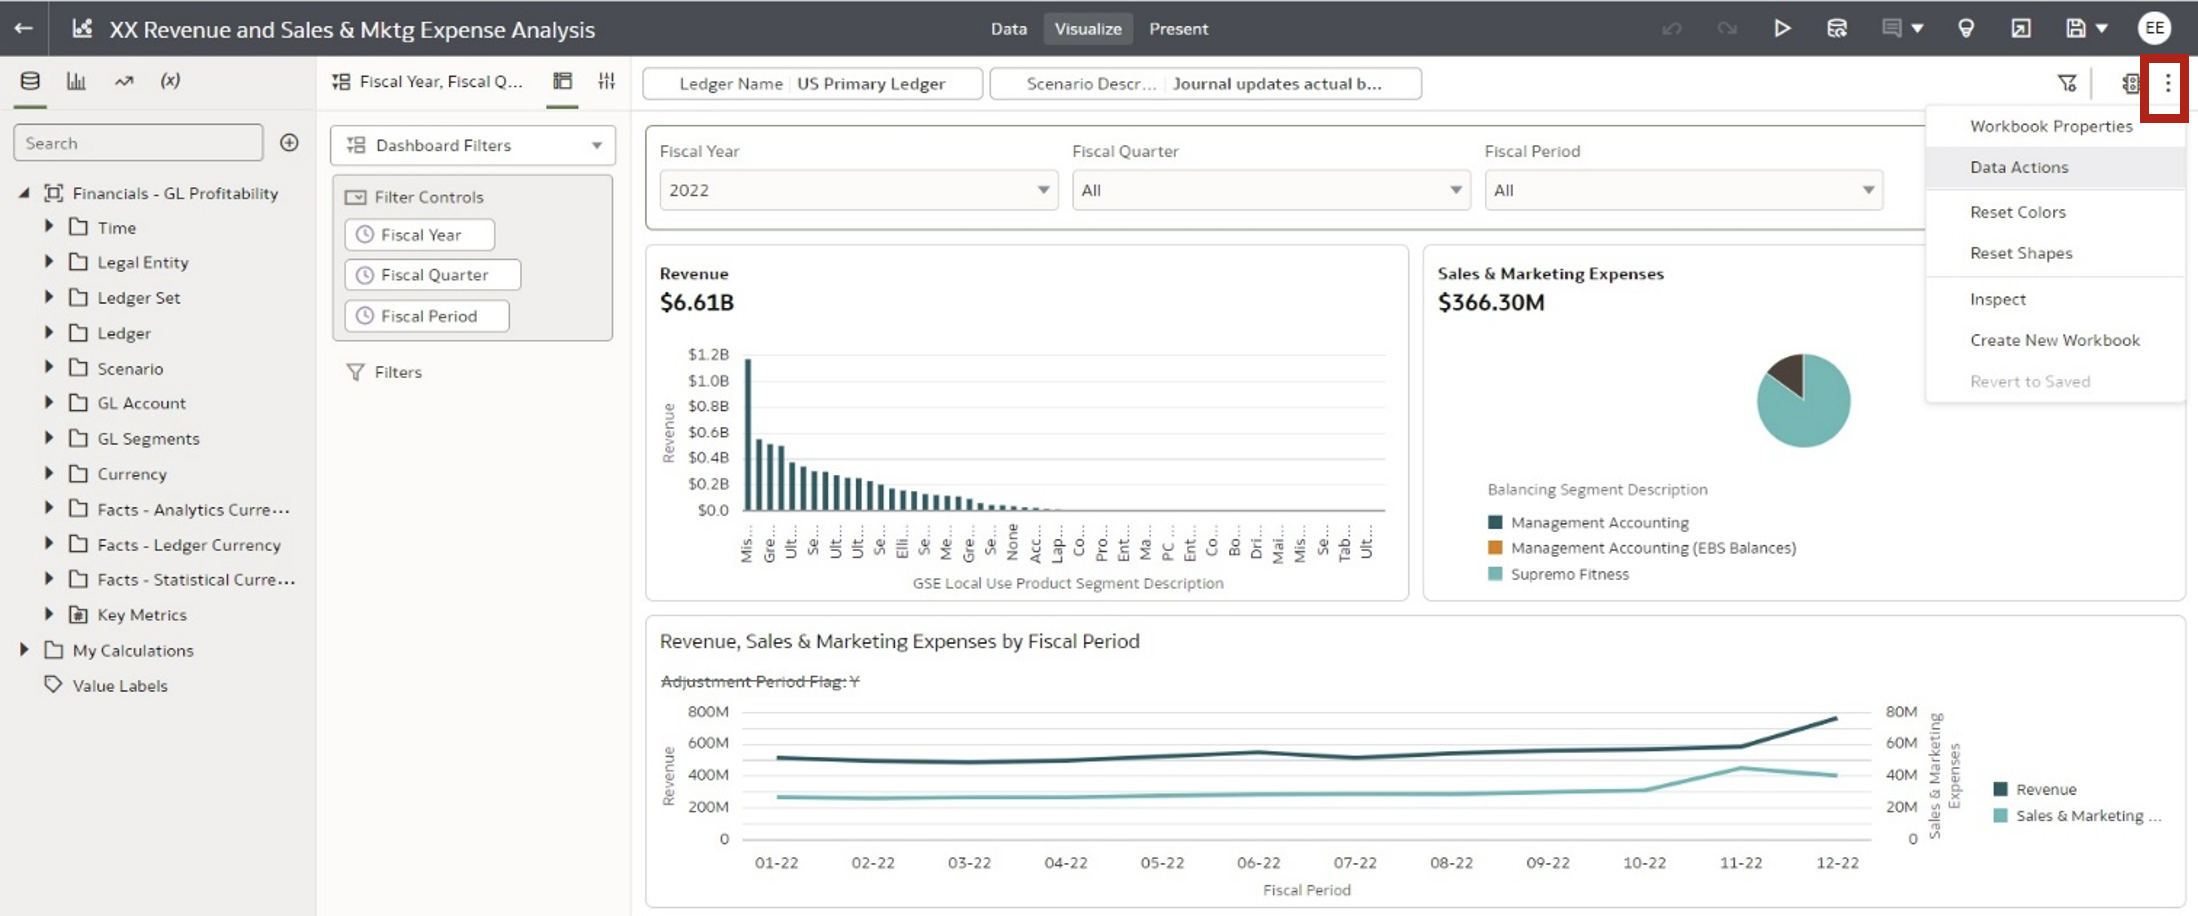 XX Revenue and Sales & Mktg Expense Analysis
Data
Visualize
Present
EE
(x)
Fiscal Year, Fiscal Q...
Ledger Name US Primary Ledger
Scenario Descr... Journal updates actual b...
Search
Dashboard Filters
Filter Controls
Fiscal Year
Fiscal Quarter
Fiscal Period
Filters
Financials - GL Profitability
Time
Legal Entity
Ledger Set
Ledger
Scenario
GL Account
GL Segments
Currency
Facts - Analytics Curre...
Facts - Ledger Currency
Facts - Statistical Curre...
Key Metrics
My Calculations
Value Labels
Fiscal Year
2022
Fiscal Quarter
All
Fiscal Period
All
Workbook Properties
Data Actions
Reset Colors
Reset Shapes
Inspect
Create New Workbook
Revert to Saved
Revenue
$6.61B
$1.2B
$1.0B
$0.8B
$0.6B
$0.4B
$0.2B
$0.0
Revenue
Mis...
Gre...
Ult...
Se...
Ult...
Ult...
Se...
Elli...
Se...
Me...
Gre...
Se...
None
Acc...
Lap...
Co...
Pro...
Ent...
Ma...
PC ...
Ent...
Co...
Bo...
Dri...
Mai...
Mis...
Se...
Tab...
Ult...
GSE Local Use Product Segment Description
Sales & Marketing Expenses
$366.30M
Balancing Segment Description
Management Accounting
Management Accounting (EBS Balances)
Supremo Fitness
Revenue, Sales & Marketing Expenses by Fiscal Period
Adjustment Period Flag: Y
800M
600M
400M
200M
0
Revenue
80M
60M
40M
20M
0
Sales & Marketing
Expenses
01-22
02-22
03-22
04-22
05-22
06-22
07-22
08-22
09-22
10-22
11-22
12-22
Fiscal Period
Revenue
Sales & Marketing ...